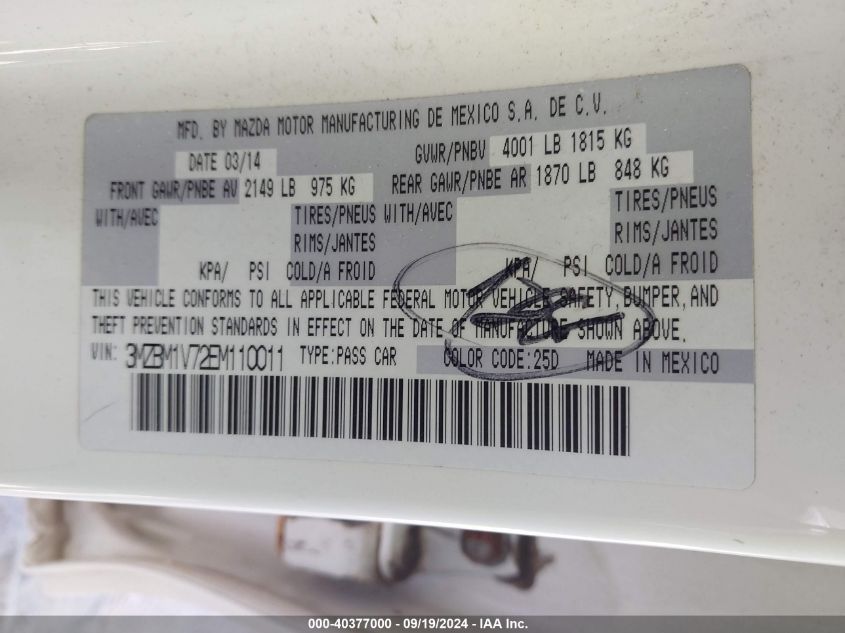 MFD. BY MAZDA MOTOR MANUFACTURING DE MEXICO S.A. DE C.V.
DATE 03/14 GVWR/PNBV 4001 LB 1815 KG
FRONT GAWR/PNBE AV 2149 LB 975 KG REAR GAWR/PNBE AR 1870 LB 848 KG
WITH/AVEC TIRES/PNEUS WITH/AVEC TIRES/PNEUS
RIMS/JANTES RIMS/JANTES
KPA/ PSI COLD/A FROID KPA/ PSI COLD/A FROID
THIS VEHICLE CONFORMS TO ALL APPLICABLE FEDERAL MOTOR VEHICLE SAFETY, BUMPER, AND
THEFT PREVENTION STANDARDS IN EFFECT ON THE DATE OF MANUFACTURE SHOWN ABOVE.
VIN: 3MZBM1V72EM110011 TYPE:PASS CAR COLOR CODE:25D MADE IN MEXICO
000-40377000 - 09/19/2024 - IAA Inc.